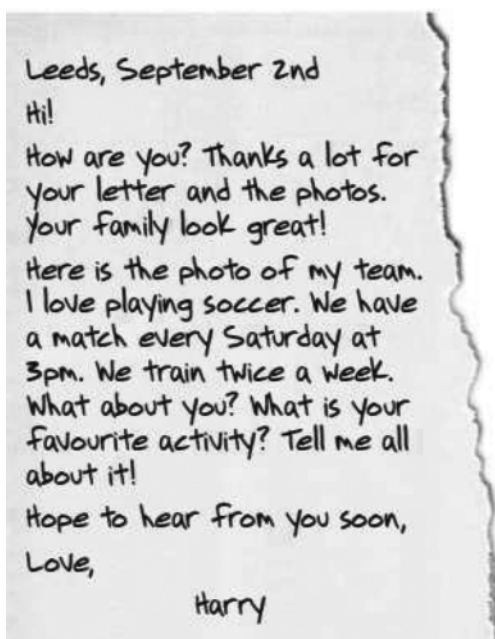 Leeds, September 2nd
Hi!
How are you? Thanks a lot for
your letter and the photos.
Your family look great!
Here is the photo of my team.
I love playing soccer. We have
a match every Saturday at
3pm. We train twice a week.
What about you? What is your
favourite activity? Tell me all
about it!
Hope to hear from you soon,
Love,
Harry